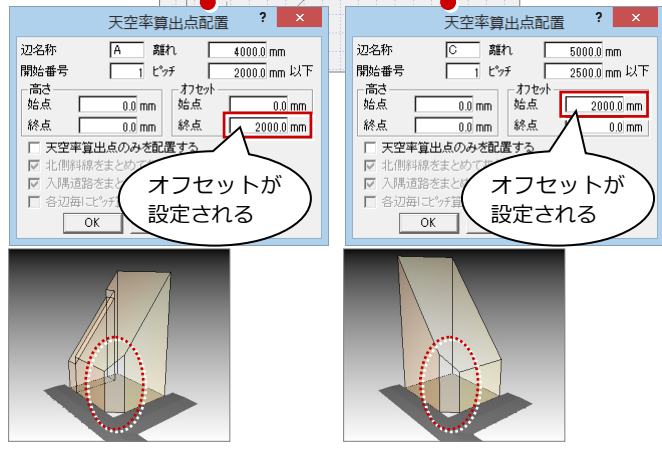 天空率算出点配置 ? ×
辺名称 A 離れ 4000.0 mm
開始番号 1 ピッチ 2000.0 mm 以下
高さ オフセット
始点 0.0 mm 始点 0.0 mm
終点 0.0 mm 終点 2000.0 mm
天空率算出点のみを配置する
北側斜線をまとめて
入隅道路をまと
各辺毎にピッチ
OK
オフセットが
設定される
天空率算出点配置 ? ×
辺名称 C 離れ 5000.0 mm
開始番号 1 ピッチ 2500.0 mm 以下
高さ オフセット
始点 0.0 mm 始点 2000.0 mm
終点 0.0 mm 終点 0.0 mm
天空率算出点のみを配置する
北側斜線をまとめて
入隅道路をまと
各辺毎にピッチ算
OK
オフセットが
設定される